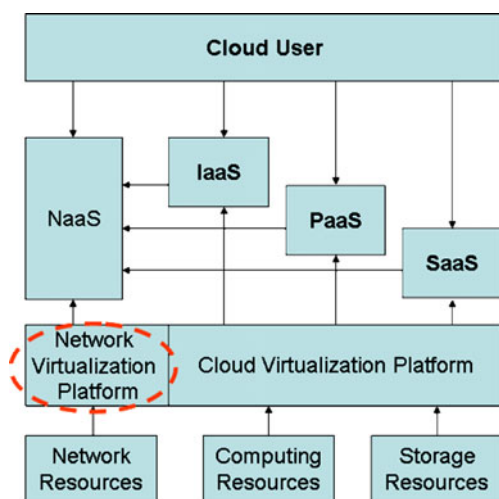 Cloud User
IaaS
NaaS
PaaS
SaaS
Network
Virtualization
Platform
Cloud Virtualization Platform
Network
Resources
Computing
Resources
Storage
Resources